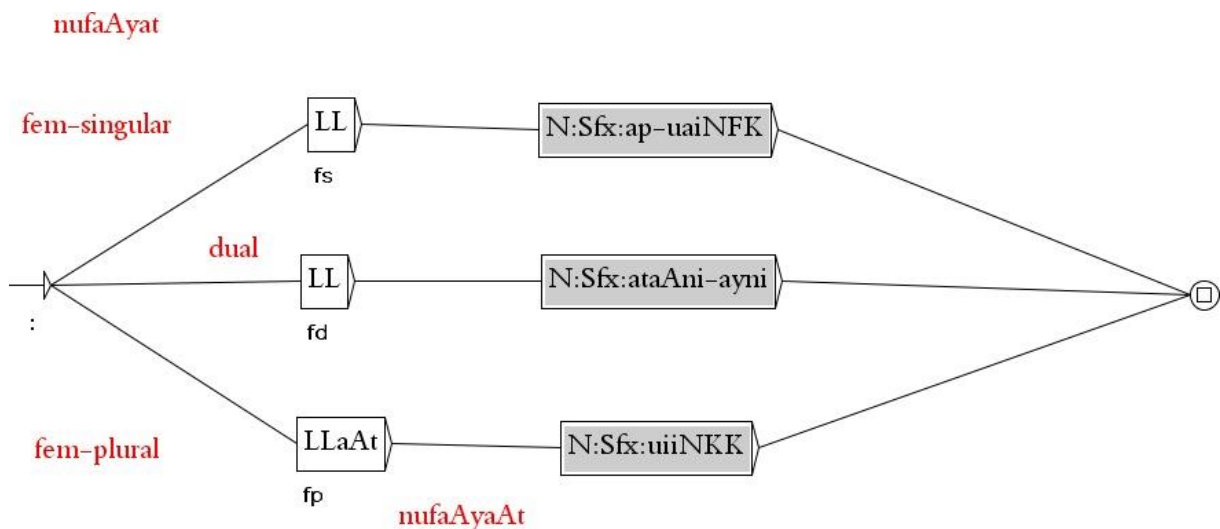 nufaAyat
fem-singular
LL
N:Sfx:ap-uaiNFK
fs
dual
LL
N:Sfx:ataAni-ayni
:
fd
fem-plural
LLaAt
N:Sfx:uiiNKK
fp
nufaAyaAt